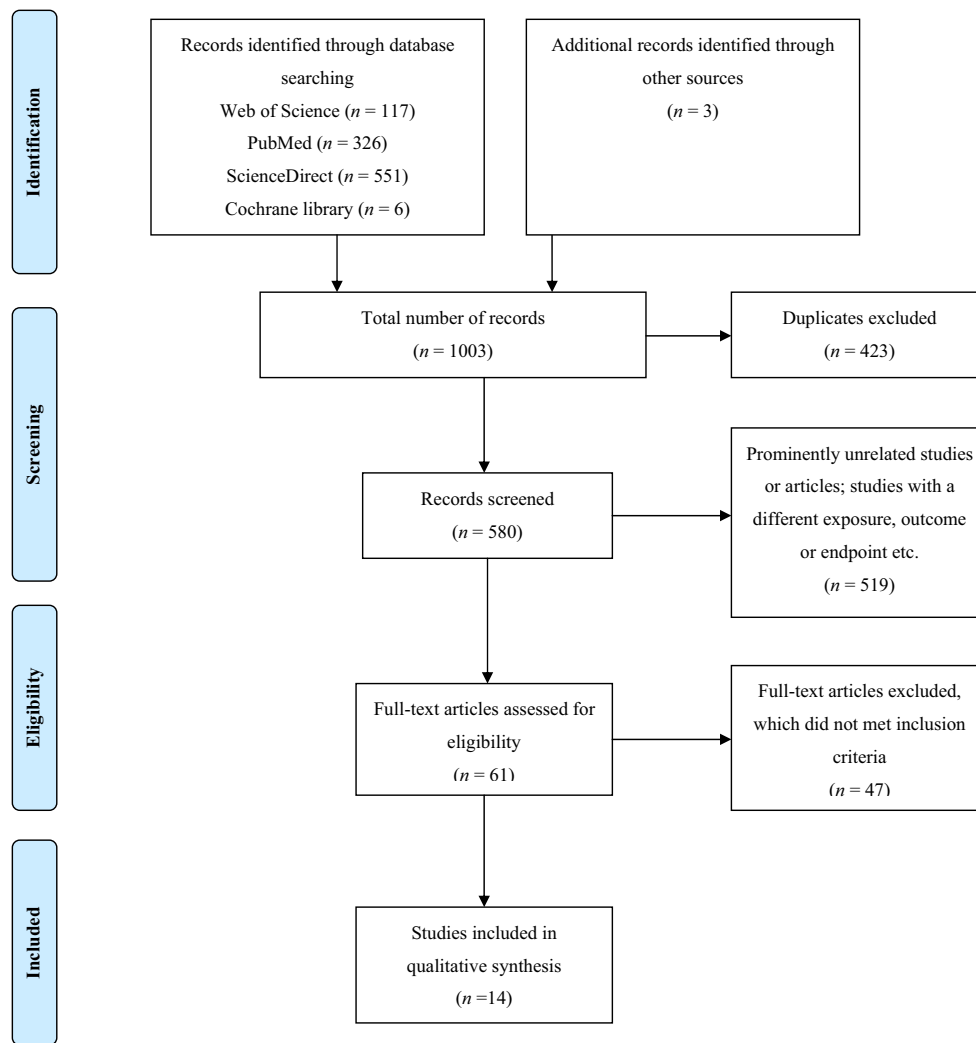 Identification
Records identified through database
searching
Web of Science (n = 117)
PubMed (n = 326)
ScienceDirect (n = 551)
Cochrane library (n = 6)
Additional records identified through
other sources
(n = 3)
Screening
Total number of records
(n = 1003)
Duplicates excluded
(n = 423)
Records screened
(n = 580)
Prominently unrelated studies
or articles; studies with a
different exposure, outcome
or endpoint etc.
(n = 519)
Eligibility
Full-text articles assessed for
eligibility
(n = 61)
Full-text articles excluded,
which did not met inclusion
criteria
(n = 47)
Included
Studies included in
qualitative synthesis
(n =14)